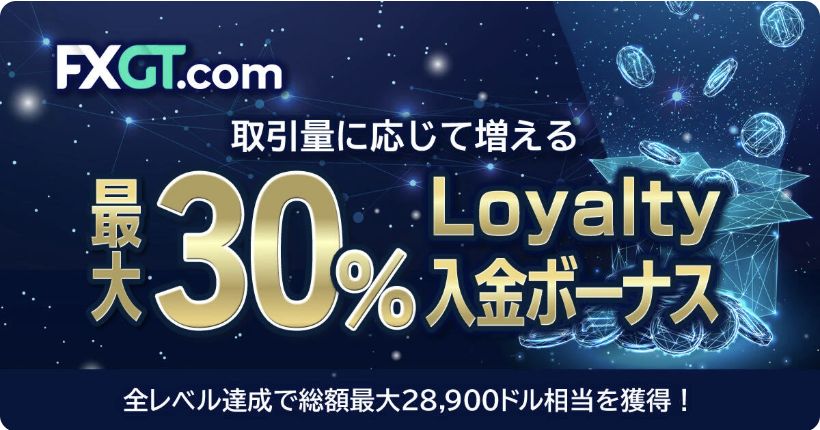 FXGT.com
取引量に応じて増える
最大30%
Loyalty
入金ボーナス
全レベル達成で総額最大28,900ドル相当を獲得！